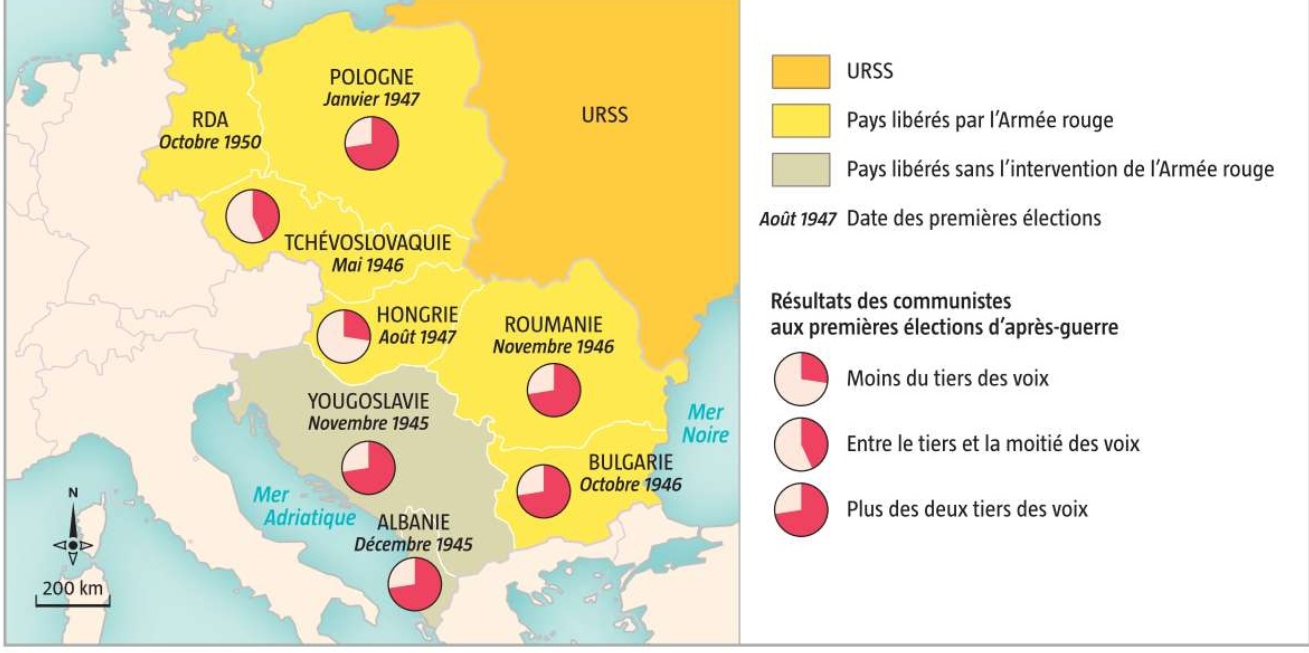 POLOGNE
Janvier 1947
URSS
RDA
Octobre 1950
TCHÉVOSLOVAQUIE
Mai 1946
HONGRIE
Août 1947
ROUMANIE
Novembre 1946
YOUGOSLAVIE
Novembre 1945
Mer
Noire
BULGARIE
Octobre 1946
Mer
Adriatique
ALBANIE
Décembre 1945
N
200 km
URSS
Pays libérés par l'Armée rouge
Pays libérés sans l'intervention de l'Armée rouge
Août 1947 Date des premières élections
Résultats des communistes
aux premières élections d'après-guerre
Moins du tiers des voix
Entre le tiers et la moitié des voix
Plus des deux tiers des voix